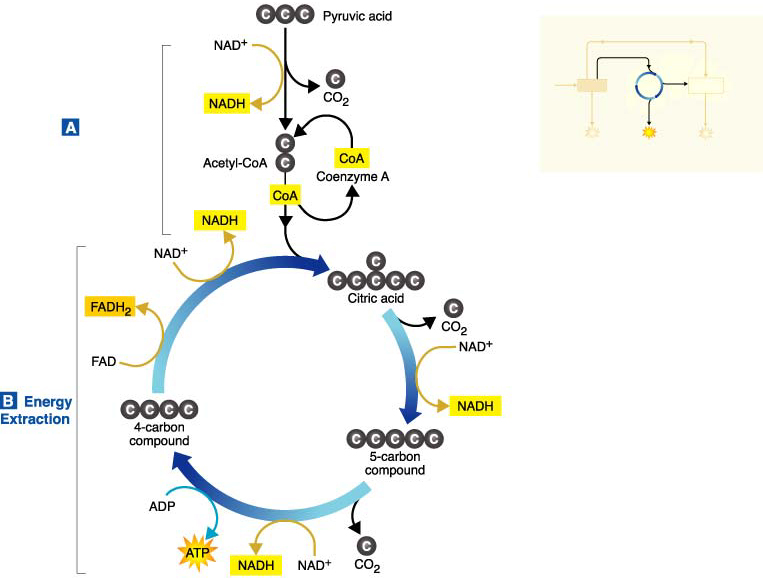 C C C Pyruvic acid
NAD+
C
CO2
NADH
A
C
Acetyl-CoA
C
CoA
Coenzyme A
CoA
NADH
NAD+
C
C C C C C
Citric acid
FADH2
C
CO2
NAD+
FAD
B Energy
Extraction
NADH
C C C C
4-carbon
compound
C C C C C
5-carbon
compound
ADP
ATP
NADH
NAD+
C
CO2